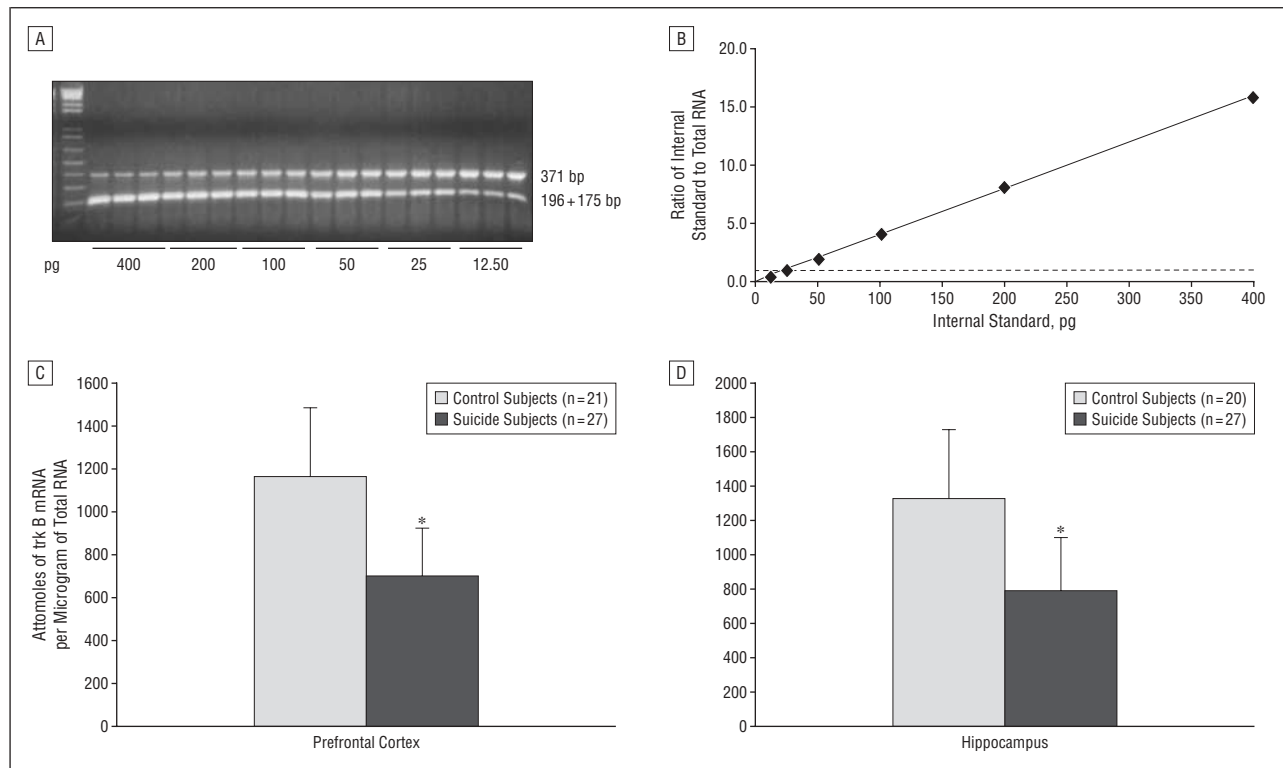 A
371 bp
196 + 175 bp
pg 400 200 100 50 25 12.50
B
Ratio of Internal
Standard to Total RNA
20.0
15.0
10.0
5.0
0.0
0 50 100 150 200 250 300 350 400
Internal Standard, pg
C
Attomoles of trk B mRNA
per Microgram of Total RNA
1600
1400
1200
1000
800
600
400
200
0
Control Subjects (n = 21)
Suicide Subjects (n = 27)
*
Prefrontal Cortex
D
2000
1800
1600
1400
1200
1000
800
600
400
200
0
Control Subjects (n = 20)
Suicide Subjects (n = 27)
*
Hippocampus